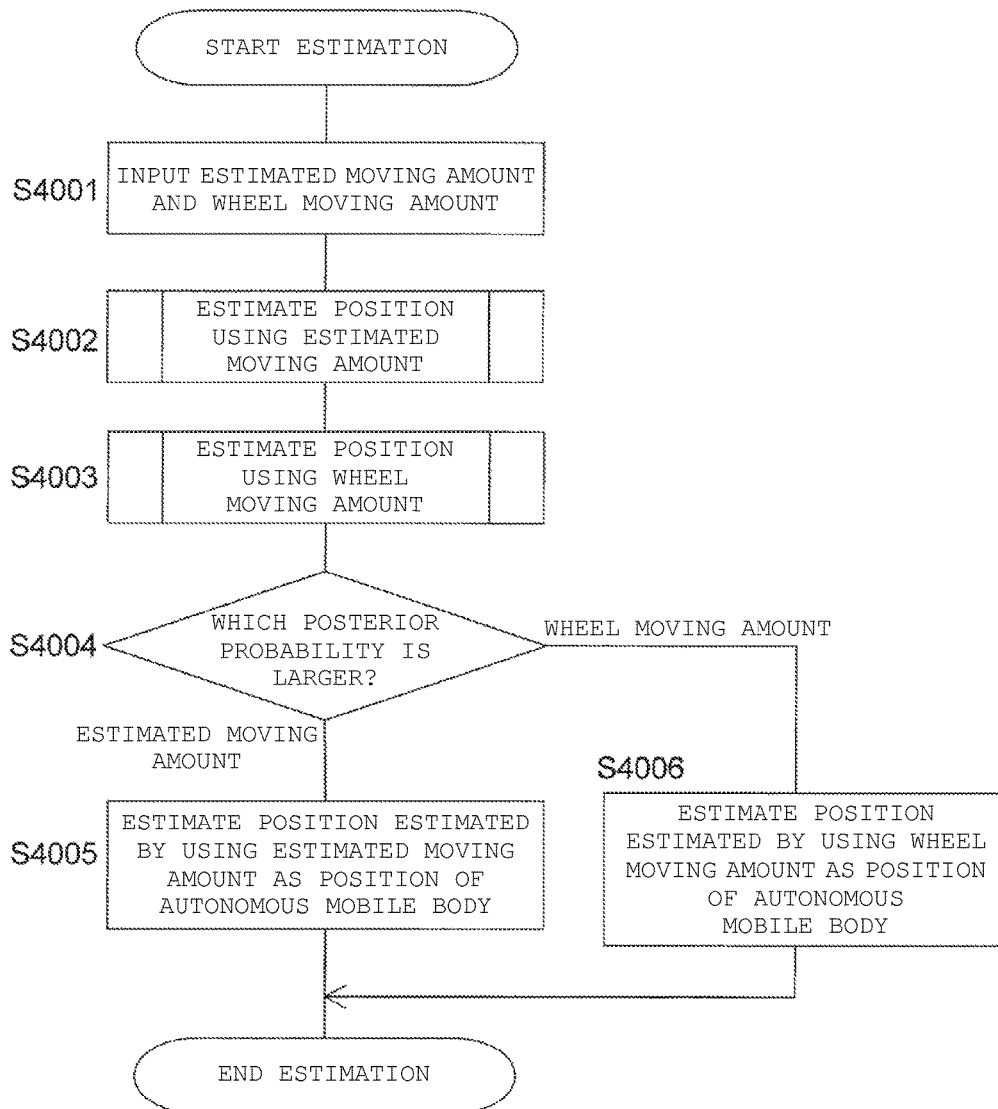 START ESTIMATION
S4001
INPUT ESTIMATED MOVING AMOUNT
AND WHEEL MOVING AMOUNT
S4002
ESTIMATE POSITION
USING ESTIMATED
MOVING AMOUNT
S4003
ESTIMATE POSITION
USING WHEEL
MOVING AMOUNT
S4004
WHICH POSTERIOR
PROBABILITY IS
LARGER?
WHEEL MOVING AMOUNT
ESTIMATED MOVING
AMOUNT
S4005
ESTIMATE POSITION ESTIMATED
BY USING ESTIMATED MOVING
AMOUNT AS POSITION OF
AUTONOMOUS MOBILE BODY
S4006
ESTIMATE POSITION
ESTIMATED BY USING WHEEL
MOVING AMOUNT AS POSITION
OF AUTONOMOUS
MOBILE BODY
END ESTIMATION